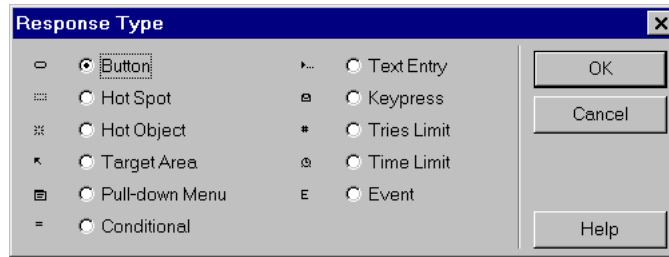 Response Type
Button
Hot Spot
Hot Object
Target Area
Pull-down Menu
= Conditional
Text Entry
Keypress
# Tries Limit
Time Limit
E Event
OK
Cancel
Help